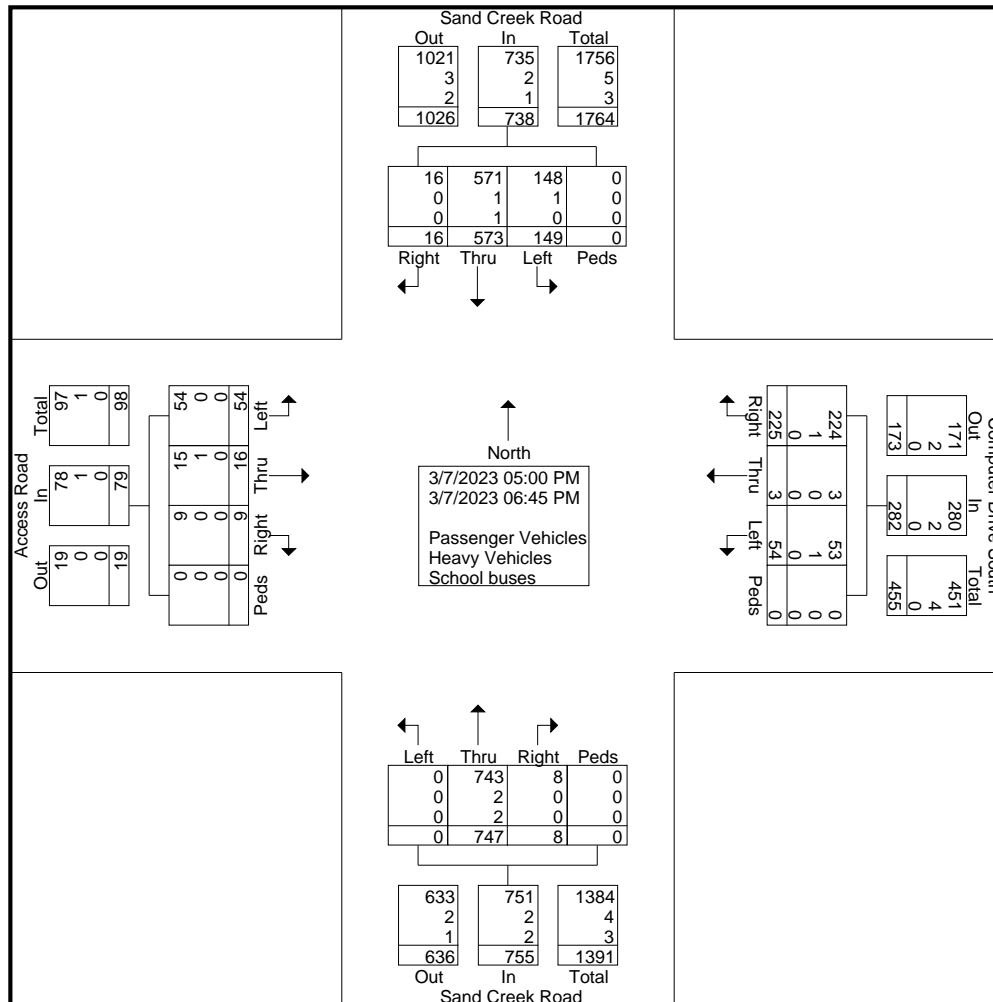 Sand Creek Road
Out In Total
1021 735 1756
3 2 5
2 1 3
1026 738 1764
16 571 148 0
0 1 1 0
0 1 0 0
16 573 149 0
Right Thru Left Peds
Access Road
Total
97 1 0 98
In
78 1 0 79
Out
19 0 0 19
Left
54 0 0 54
Thru
15 1 0 16
Right
9 0 0 9
Peds
0 0 0 0
North
3/7/2023 05:00 PM
3/7/2023 06:45 PM
Passenger Vehicles
Heavy Vehicles
School buses
Right
224 1 0 225
Thru
3 0 0 3
Left
53 1 0 54
Peds
0 0 0 0
Computer Drive South
Out
171 2 0 173
In
280 2 0 282
Total
451 4 0 455
Left Thru Right Peds
0 743 8 0
0 2 0 0
0 2 0 0
0 747 8 0
633 751 1384
2 2 4
1 2 3
636 755 1391
Out In Total
Sand Creek Road